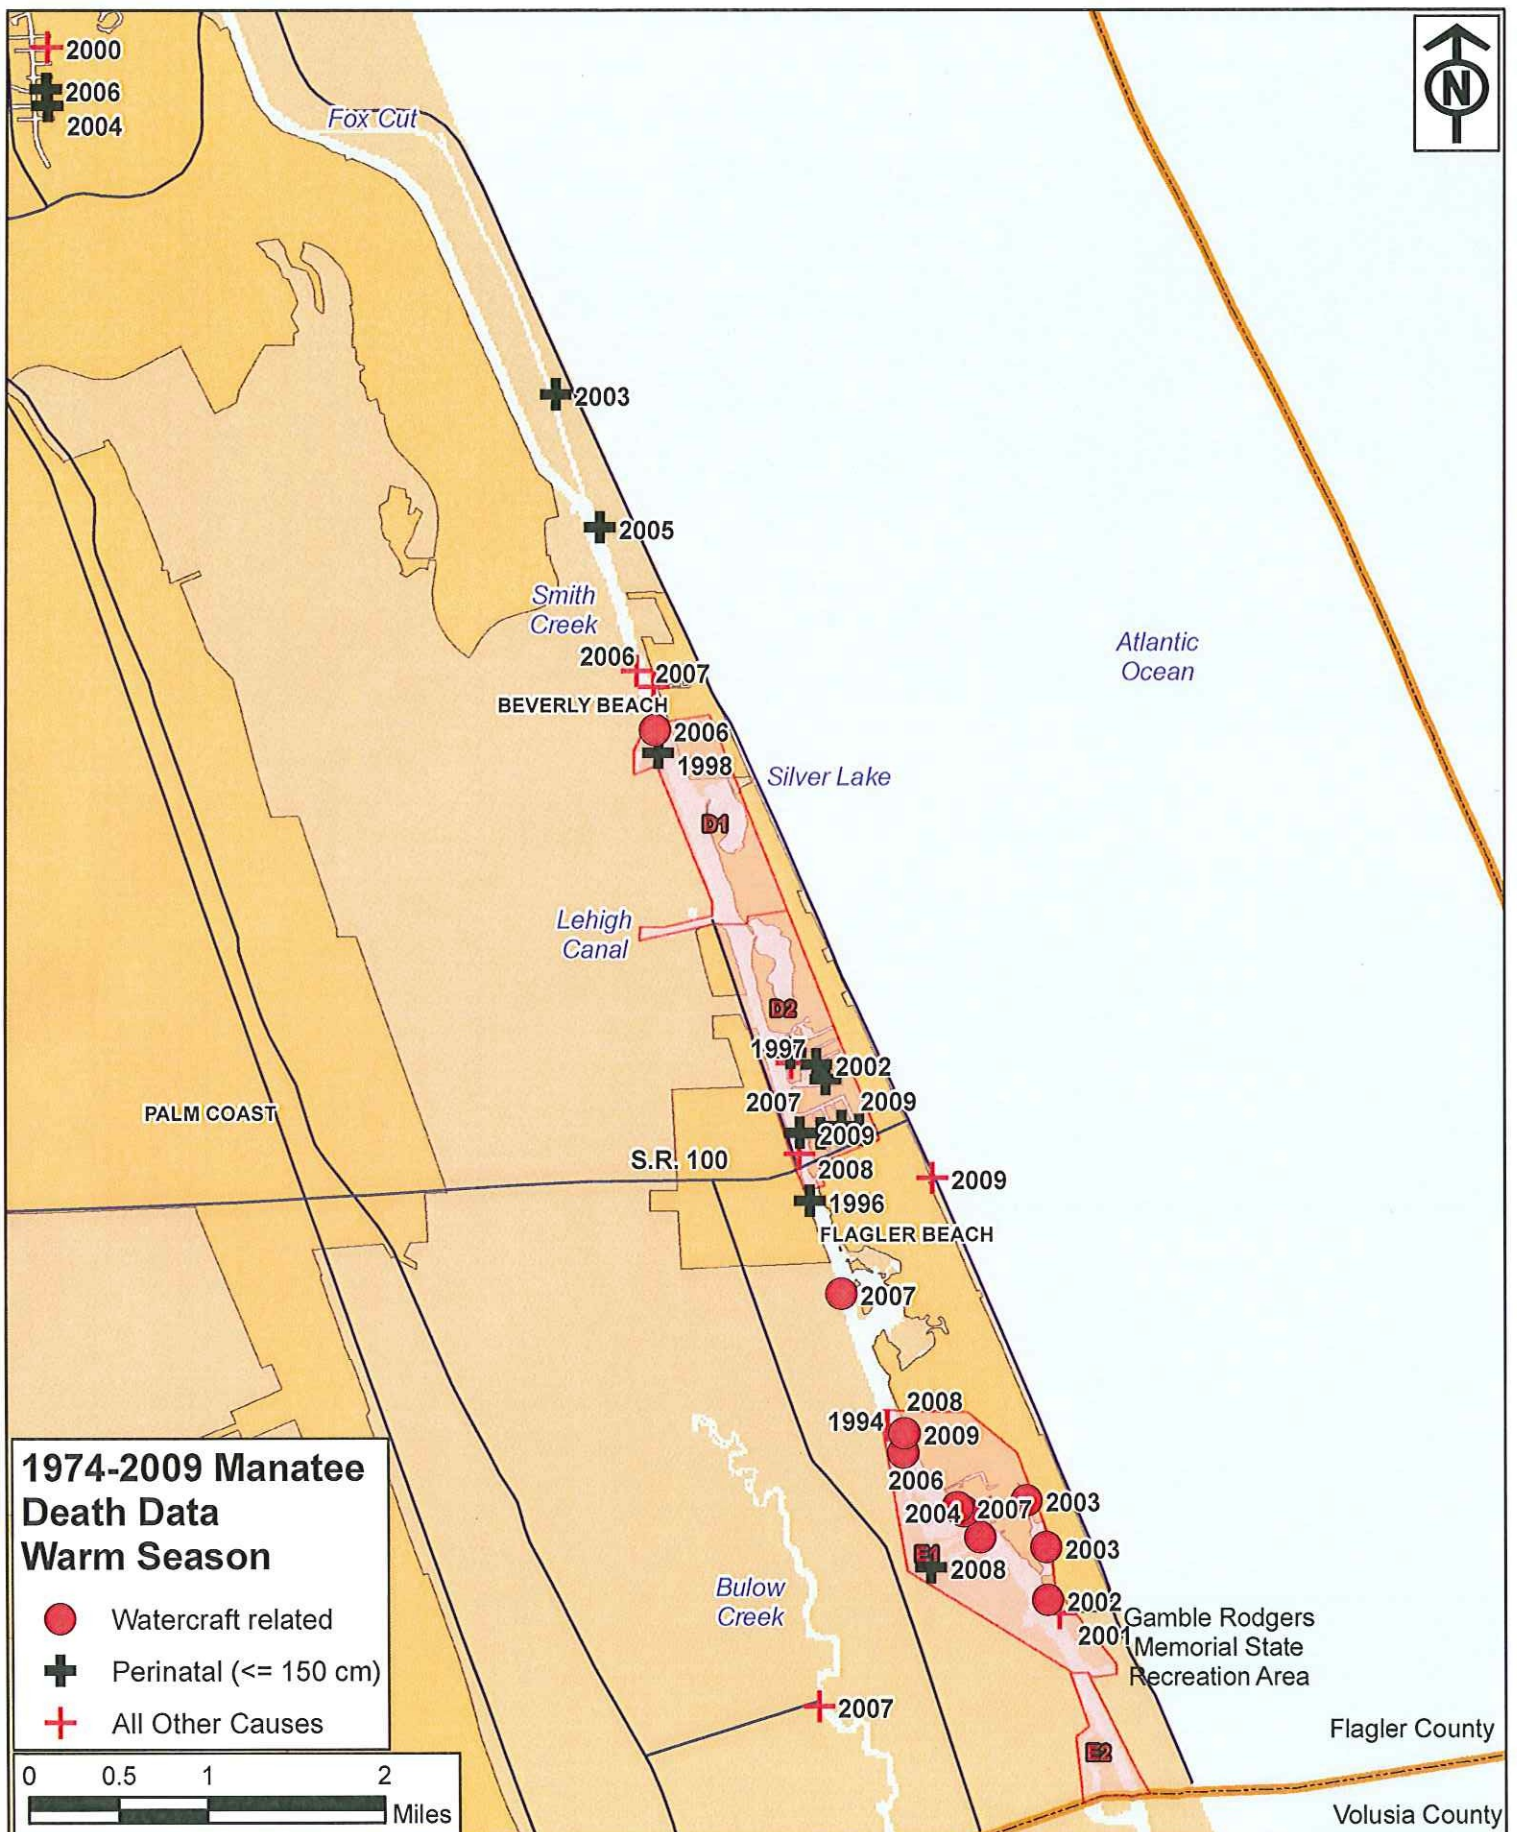 2000
2006
2004
Fox Cut
N
2003
2005
Smith
Creek
Atlantic
Ocean
2006
2007
BEVERLY BEACH
2006
1998
Silver Lake
D1
Lehigh
Canal
D2
1997
2002
2007
2009
PALM COAST
2009
S.R. 100
2008
2009
1996
FLAGLER BEACH
2007
2008
1994
2009
2006
2004
2007
2003
E1
2003
2008
Bulow
Creek
2002
2001
Gamble Rodgers
Memorial State
Recreation Area
2007
Flagler County
E2
Volusia County
1974-2009 Manatee
Death Data
Warm Season
Watercraft related
Perinatal (<= 150 cm)
All Other Causes
0 0.5 1 2
Miles